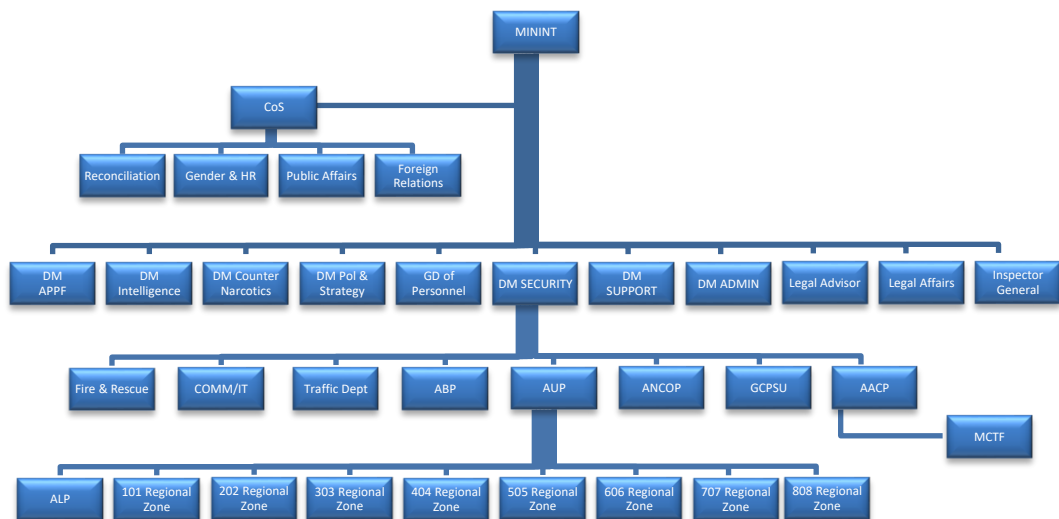 MININT
CoS
Reconciliation
Gender & HR
Public Affairs
Foreign
Relations
DM
APPF
DM
Intelligence
DM Counter
Narcotics
DM Pol &
Strategy
GD of
Personnel
DM SECURITY
DM
SUPPORT
DM ADMIN
Legal Advisor
Legal Affairs
Inspector
General
Fire & Rescue
COMM/IT
Traffic Dept
ABP
AUP
ANCOP
GCPSU
AACP
MCTF
ALP
101 Regional
Zone
202 Regional
Zone
303 Regional
Zone
404 Regional
Zone
505 Regional
Zone
606 Regional
Zone
707 Regional
Zone
808 Regional
Zone